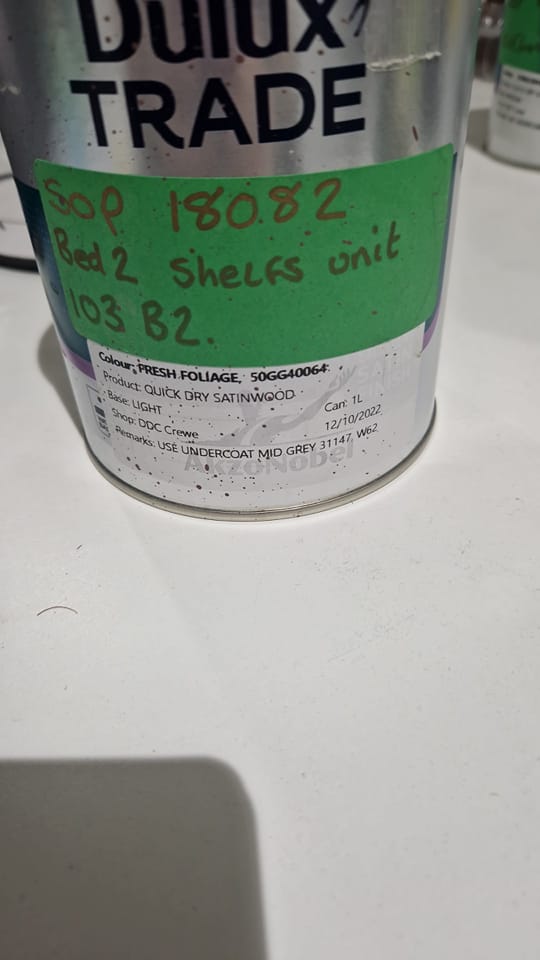 Dulux
TRADE
SOP 18082
Bed 2 Shelfs unit
103 B2.
Colour: FRESH FOLIAGE, 50GG40064
Product: QUICK DRY SATINWOOD
Base: LIGHT
Can: 1L
Shop: DDC Crewe
12/10/2022
Remarks: USE UNDERCOAT MID GREY 31147, W62
AkzoNobel